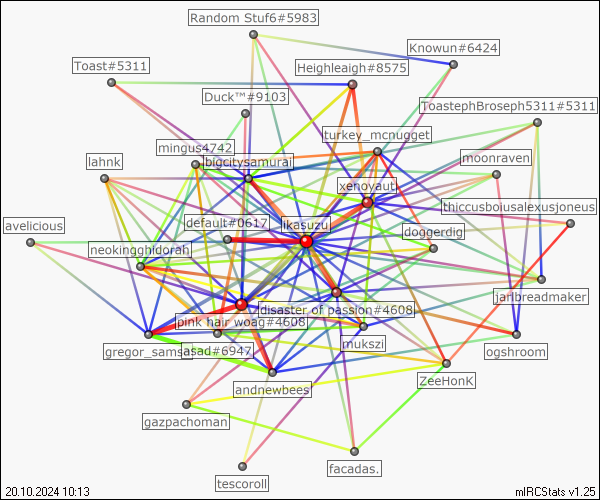 Random Stuf6#5983
Knowun#6424
Toast#5311
Heighleaigh#8575
Duck™#9103
ToastephBroseph5311#5311
turkey_mcnugget
mingus4742
lahnk
bigcitysamurai
moonraven
xenoyauti
thiccusboiusalexusjoneus
avelicious
default#0617
ikasuzu
doggerdig
neokingghidorah
jarlbreadmaker
disaster of passion#4608
pink hair woag#4608
gregor_samsa
asad#6947
mukszi
ogshroom
andnewbees
ZeeHonK
gazpachoman
tescoroll
facadas.
20.10.2024 10:13
mIRCStats v1.25